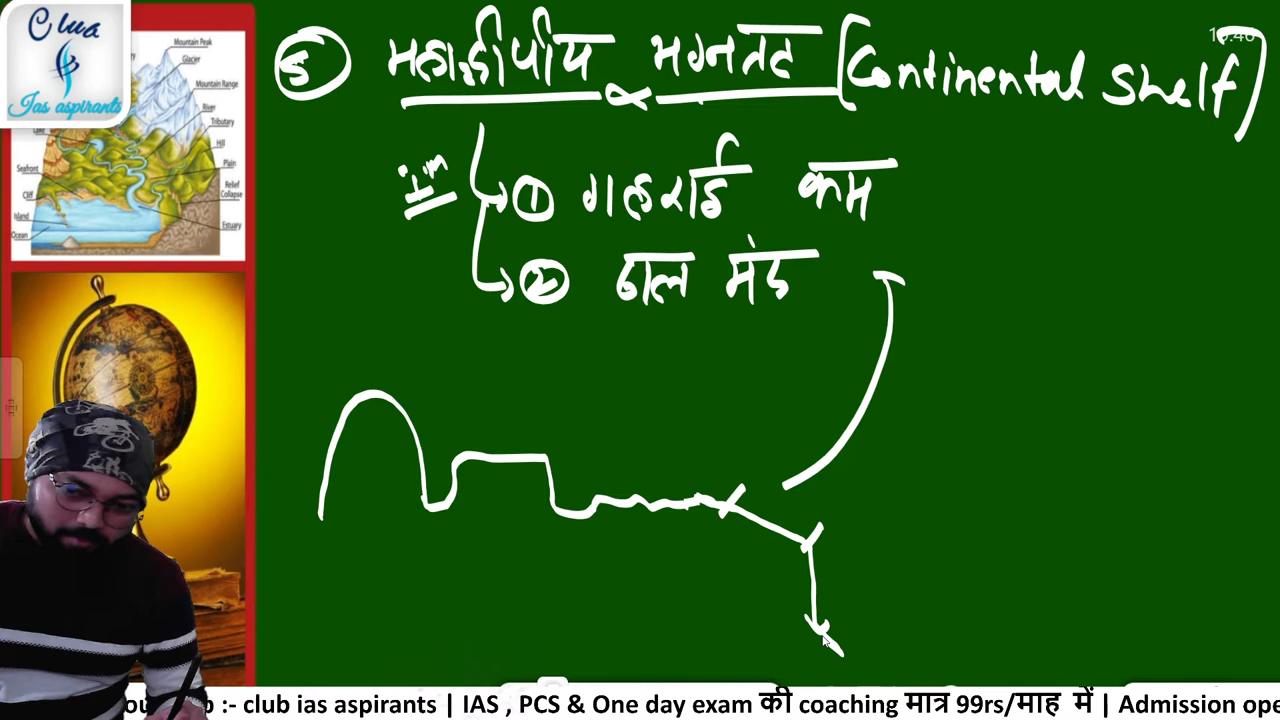 Club
Ias aspirants
Mountain Peak
Glacier
Mountain Range
River
Tributary
Lake
Hill
Seafront
Plain
Cliff
Relief
Collapse
Island
Estuary
Ocean
5 महाद्वीपीय मग्नतट (Continental Shelf)
Im
① गहराई कम
② ढाल मंद
:- club ias aspirants | IAS , PCS & One day exam की coaching मात्र 99rs/माह में | Admission ope